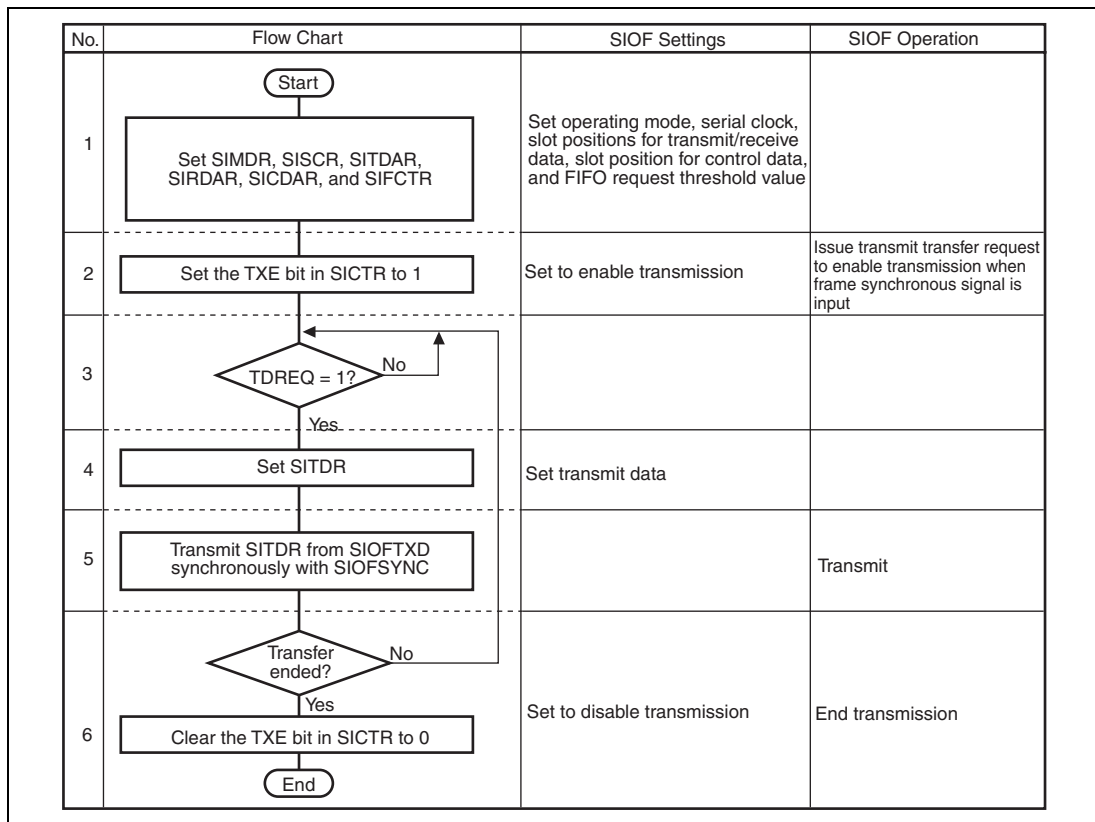 No.
Flow Chart
SIOF Settings
SIOF Operation
Start
1
Set SIMDR, SISCR, SITDAR,
SIRDAR, SICDAR, and SIFCTR
Set operating mode, serial clock,
slot positions for transmit/receive
data, slot position for control data,
and FIFO request threshold value
2
Set the TXE bit in SICTR to 1
Set to enable transmission
Issue transmit transfer request
to enable transmission when
frame synchronous signal is
input
3
TDREQ = 1?
No
Yes
4
Set SITDR
Set transmit data
5
Transmit SITDR from SIOFTXD
synchronously with SIOFSYNC
Transmit
Transfer
ended?
No
Yes
6
Clear the TXE bit in SICTR to 0
Set to disable transmission
End transmission
End